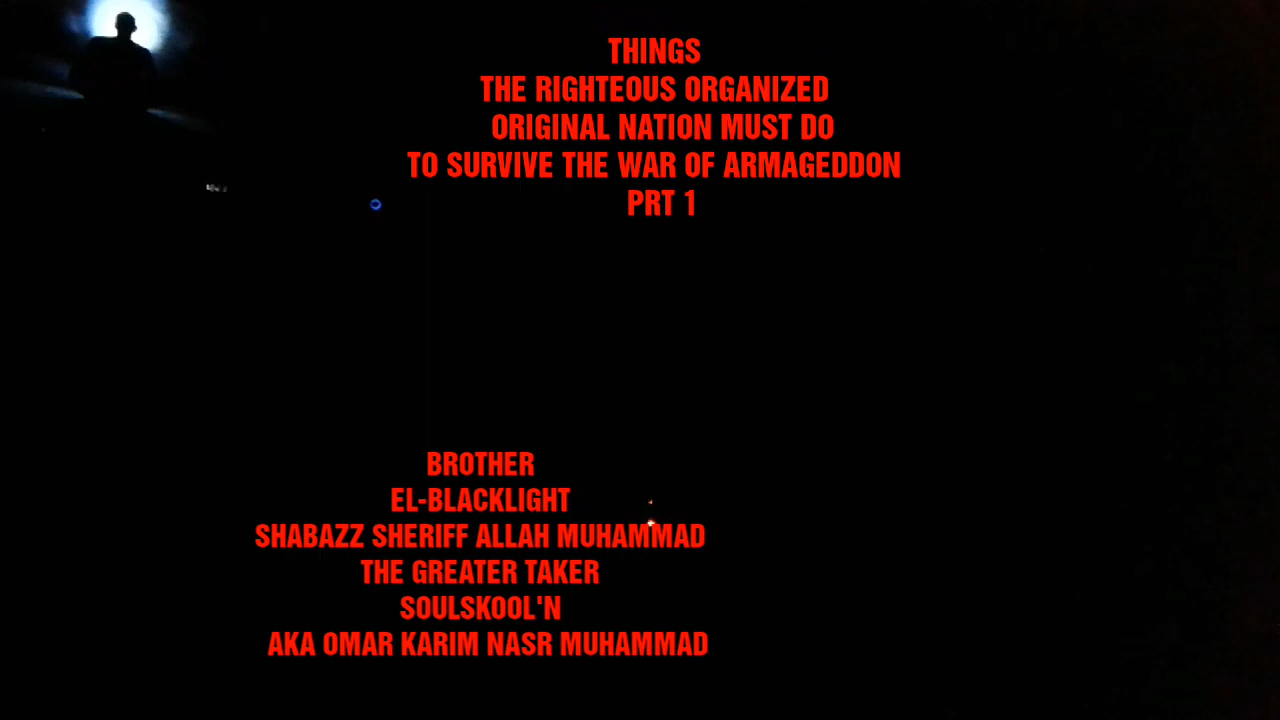 THINGS
THE RIGHTEOUS ORGANIZED
ORIGINAL NATION MUST DO
TO SURVIVE THE WAR OF ARMAGEDDON
PRT 1
BROTHER
EL-BLACKLIGHT
SHABAZZ SHERIFF ALLAH MUHAMMAD
THE GREATER TAKER
SOULSKOOL'N
AKA OMAR KARIM NASR MUHAMMAD